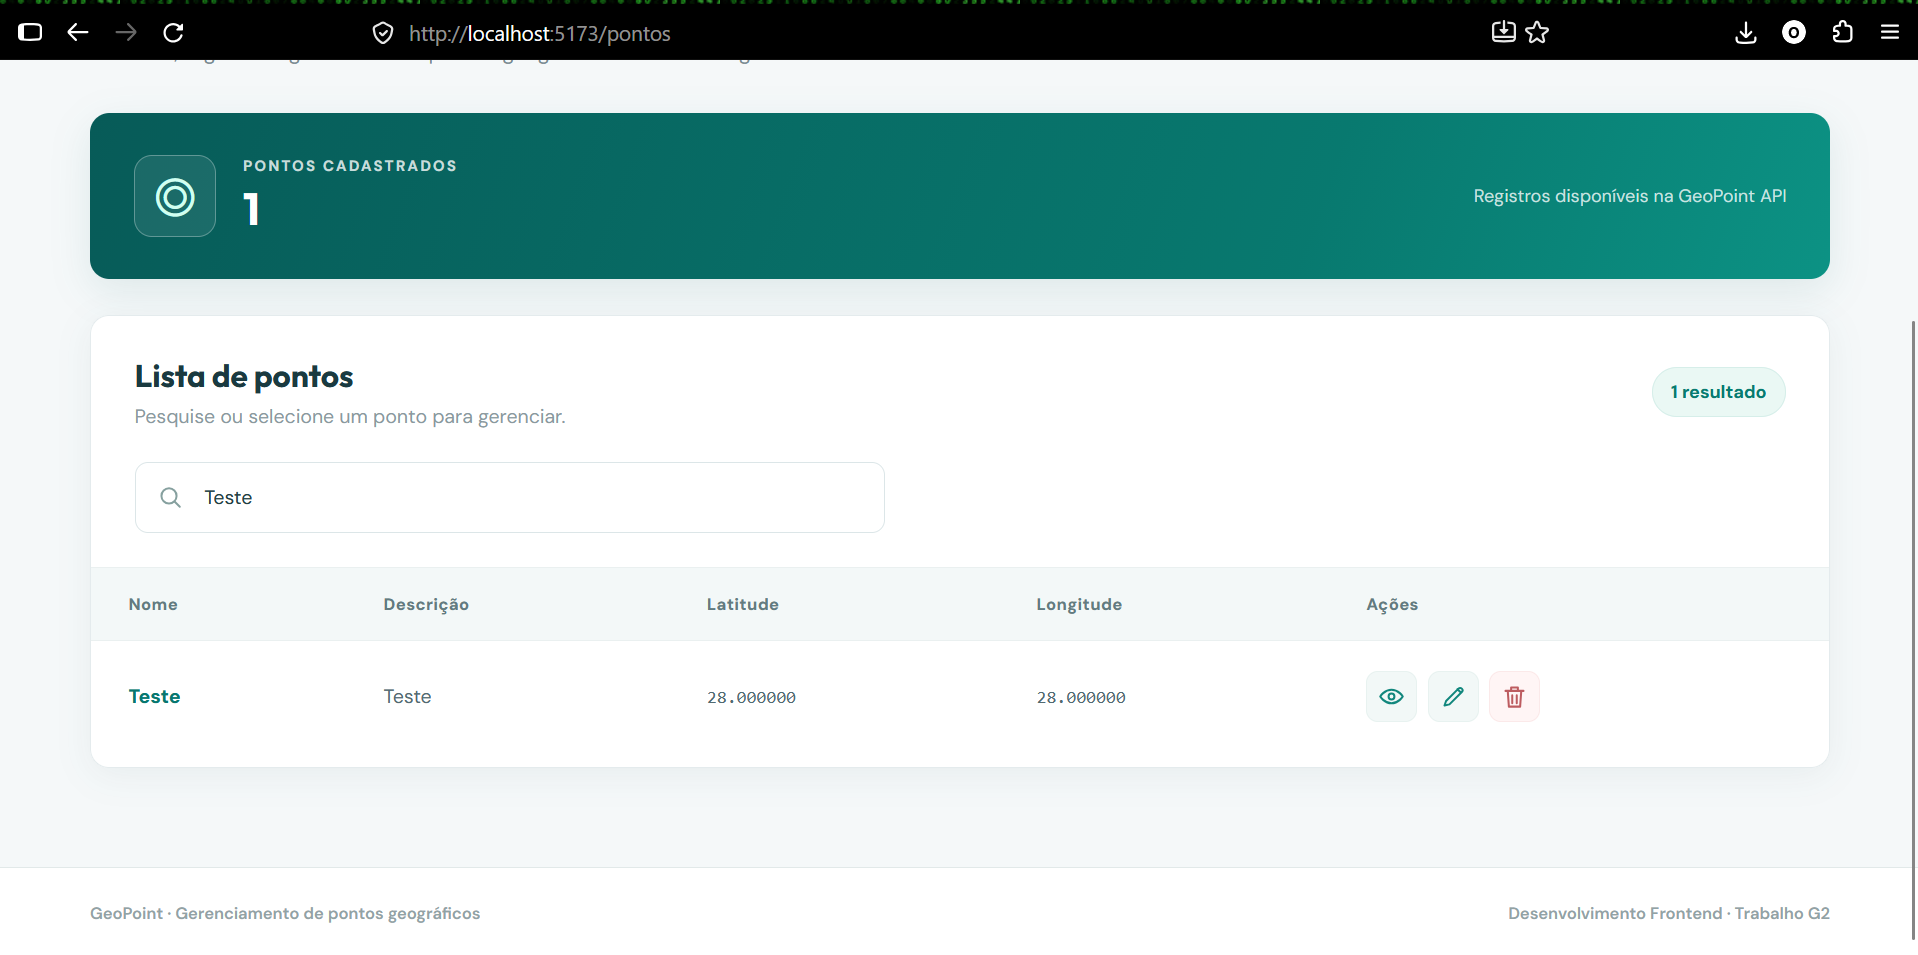 http://localhost:5173/pontos
PONTOS CADASTRADOS
1
Registros disponíveis na GeoPoint API
Lista de pontos
Pesquise ou selecione um ponto para gerenciar.
1 resultado
Teste
Nome Descrição Latitude Longitude Ações
Teste Teste 28.000000 28.000000
GeoPoint · Gerenciamento de pontos geográficos
Desenvolvimento Frontend · Trabalho G2